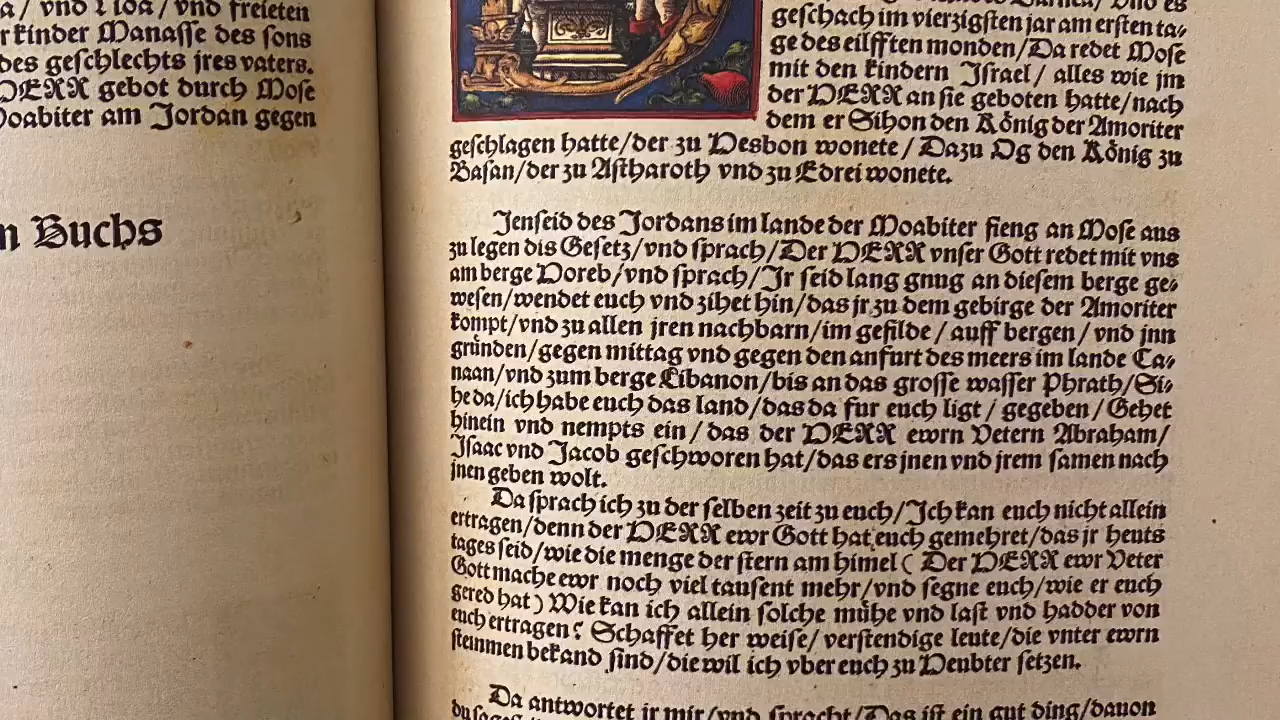 a/ vnd Noa/ vnd freieten
r kinder Manasse des sons
des geschlechts jres vaters.
HERR gebot durch Mose
Moabiter am Jordan gegen
n Buchs
geschach im vierzigsten jar am ersten ta⸗
ge des eilfften monden/Da redet Mose
mit den kindern Jsrael/ alles wie jm
der HERR an sie geboten hatte/nach
dem er Sihon den König der Amoriter
geschlagen hatte/der zu Hesbon wonete/ Dazu Og den König zu
Basan/der zu Astharoth vnd zu Edrei wonete.
Jenseid des Jordans im lande der Moabiter fieng an Mose aus
zu legen dis Gesetz/vnd sprach/Der HERR vnser Gott redet mit vns
am berge Horeb/vnd sprach/Jr seid lang gnug an diesem berge ge⸗
wesen/wendet euch vnd zihet hin/das jr zu dem gebirge der Amoriter
kompt/vnd zu allen jren nachbarn/im gefilde/ auff bergen/ vnd jnn
gründen/gegen mittag vnd gegen den anfurt des meers im lande Ca⸗
naan/vnd zum berge Libanon/bis an das grosse wasser Phrath/Si⸗
he da/ich habe euch das land/das da fur euch ligt/ gegeben/Gehet
hinein vnd nempts ein/ das der HERR ewrn Vetern Abraham/
Jsaac vnd Jacob geschworen hat/das ers jnen vnd jrem samen nach
jnen geben wolt.
Da sprach ich zu der selben zeit zu euch/Jch kan euch nicht allein
ertragen/denn der HERR ewr Gott hat euch gemehret/das jr heuts
tages seid/wie die menge der stern am himel ( Der HERR ewr Veter
Gott mache ewr noch viel tausent mehr/vnd segne euch/wie er euch
gered hat ) Wie kan ich allein solche mühe vnd last vnd hadder von
euch ertragen? Schaffet her weise/ verstendige leute/die vnter ewrn
stemmen bekand sind/die wil ich vber euch zu Heubter setzen.
Da antwortet jr mir/vnd spracht/Das ist ein gut ding/dauon